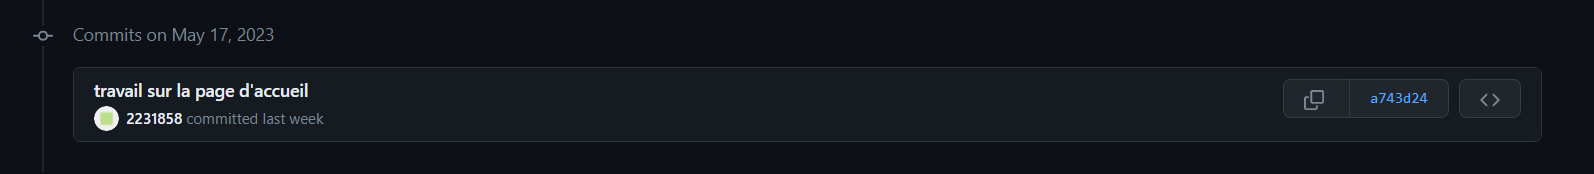 Commits on May 17, 2023
travail sur la page d'accueil
a743d24
2231858 committed last week